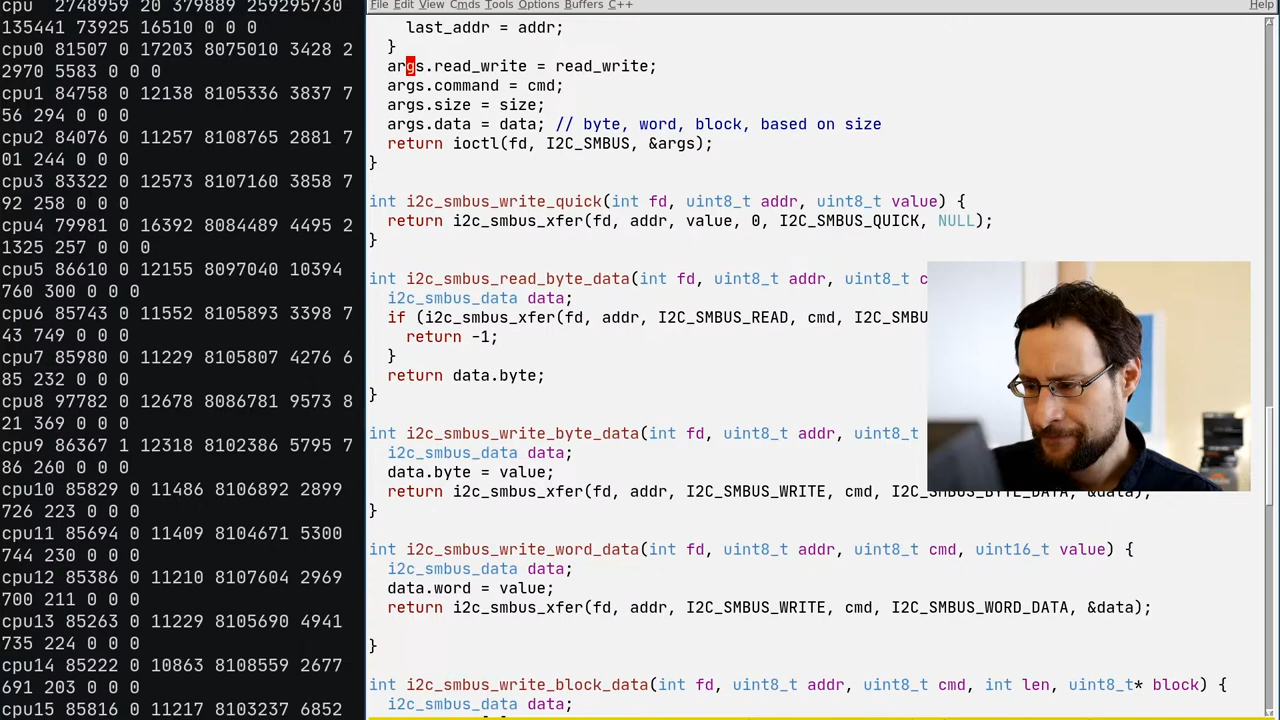 cpu 2748959 20 379889 259295730
135441 73925 16510 0 0 0
cpu0 81507 0 17203 8075010 3428 2
2970 5583 0 0 0
cpu1 84758 0 12138 8105336 3837 7
56 294 0 0 0
cpu2 84076 0 11257 8108765 2881 7
01 244 0 0 0
cpu3 83322 0 12573 8107160 3858 7
92 258 0 0 0
cpu4 79981 0 16392 8084489 4495 2
1325 257 0 0 0
cpu5 86610 0 12155 8097040 10394
760 300 0 0 0
cpu6 85743 0 11552 8105893 3398 7
43 749 0 0 0
cpu7 85980 0 11229 8105807 4276 6
85 232 0 0 0
cpu8 97782 0 12678 8086781 9573 8
21 369 0 0 0
cpu9 86367 1 12318 8102386 5795 7
86 260 0 0 0
cpu10 85829 0 11486 8106892 2899
726 223 0 0 0
cpu11 85694 0 11409 8104671 5300
744 230 0 0 0
cpu12 85386 0 11210 8107604 2969
700 211 0 0 0
cpu13 85263 0 11229 8105690 4941
735 224 0 0 0
cpu14 85222 0 10863 8108559 2677
691 203 0 0 0
cpu15 85816 0 11217 8103237 6852
File Edit View Cmds Tools Options Buffers C++ Help
last_addr = addr;
}
args.read_write = read_write;
args.command = cmd;
args.size = size;
args.data = data; // byte, word, block, based on size
return ioctl(fd, I2C_SMBUS, &args);
}
int i2c_smbus_write_quick(int fd, uint8_t addr, uint8_t value) {
return i2c_smbus_xfer(fd, addr, value, 0, I2C_SMBUS_QUICK, NULL);
}
int i2c_smbus_read_byte_data(int fd, uint8_t addr, uint8_t c
i2c_smbus_data data;
if (i2c_smbus_xfer(fd, addr, I2C_SMBUS_READ, cmd, I2C_SMBU
return -1;
}
return data.byte;
}
int i2c_smbus_write_byte_data(int fd, uint8_t addr, uint8_t
i2c_smbus_data data;
data.byte = value;
return i2c_smbus_xfer(fd, addr, I2C_SMBUS_WRITE, cmd, I2C_SMBUS_BYTE_DATA, &data);
}
int i2c_smbus_write_word_data(int fd, uint8_t addr, uint8_t cmd, uint16_t value) {
i2c_smbus_data data;
data.word = value;
return i2c_smbus_xfer(fd, addr, I2C_SMBUS_WRITE, cmd, I2C_SMBUS_WORD_DATA, &data);
}
int i2c_smbus_write_block_data(int fd, uint8_t addr, uint8_t cmd, int len, uint8_t* block) {
i2c_smbus_data data;